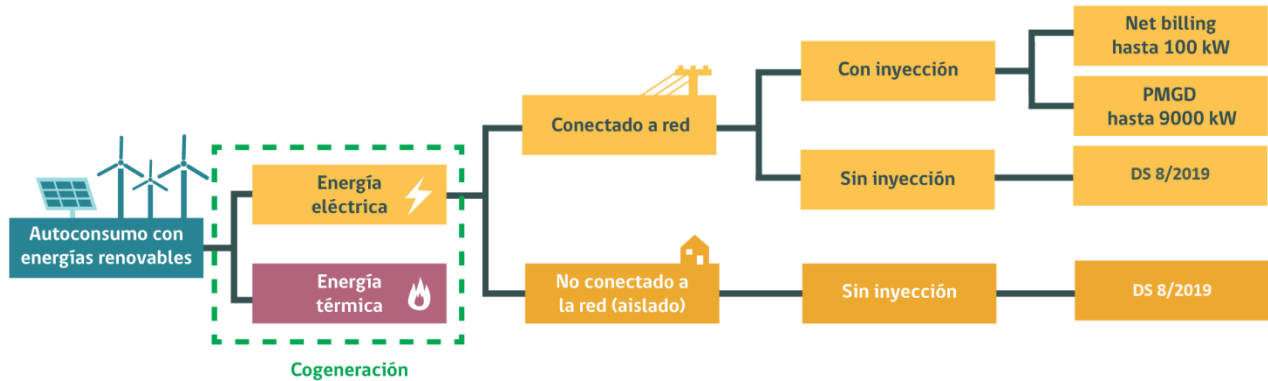 Autoconsumo con
energías renovables
Energía
eléctrica
Energía
térmica
Cogeneración
Conectado a red
No conectado a
la red (aislado)
Con inyección
Sin inyección
Sin inyección
Net billing
hasta 100 kW
PMGD
hasta 9000 kW
DS 8/2019
DS 8/2019